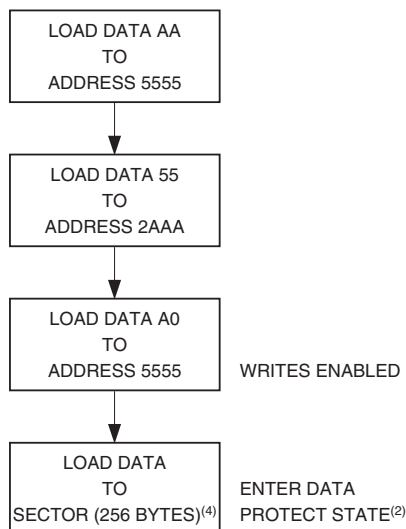 LOAD DATA AA
TO
ADDRESS 5555
LOAD DATA 55
TO
ADDRESS 2AAA
LOAD DATA A0
TO
ADDRESS 5555
WRITES ENABLED
LOAD DATA
TO
SECTOR (256 BYTES)(4)
ENTER DATA
PROTECT STATE(2)